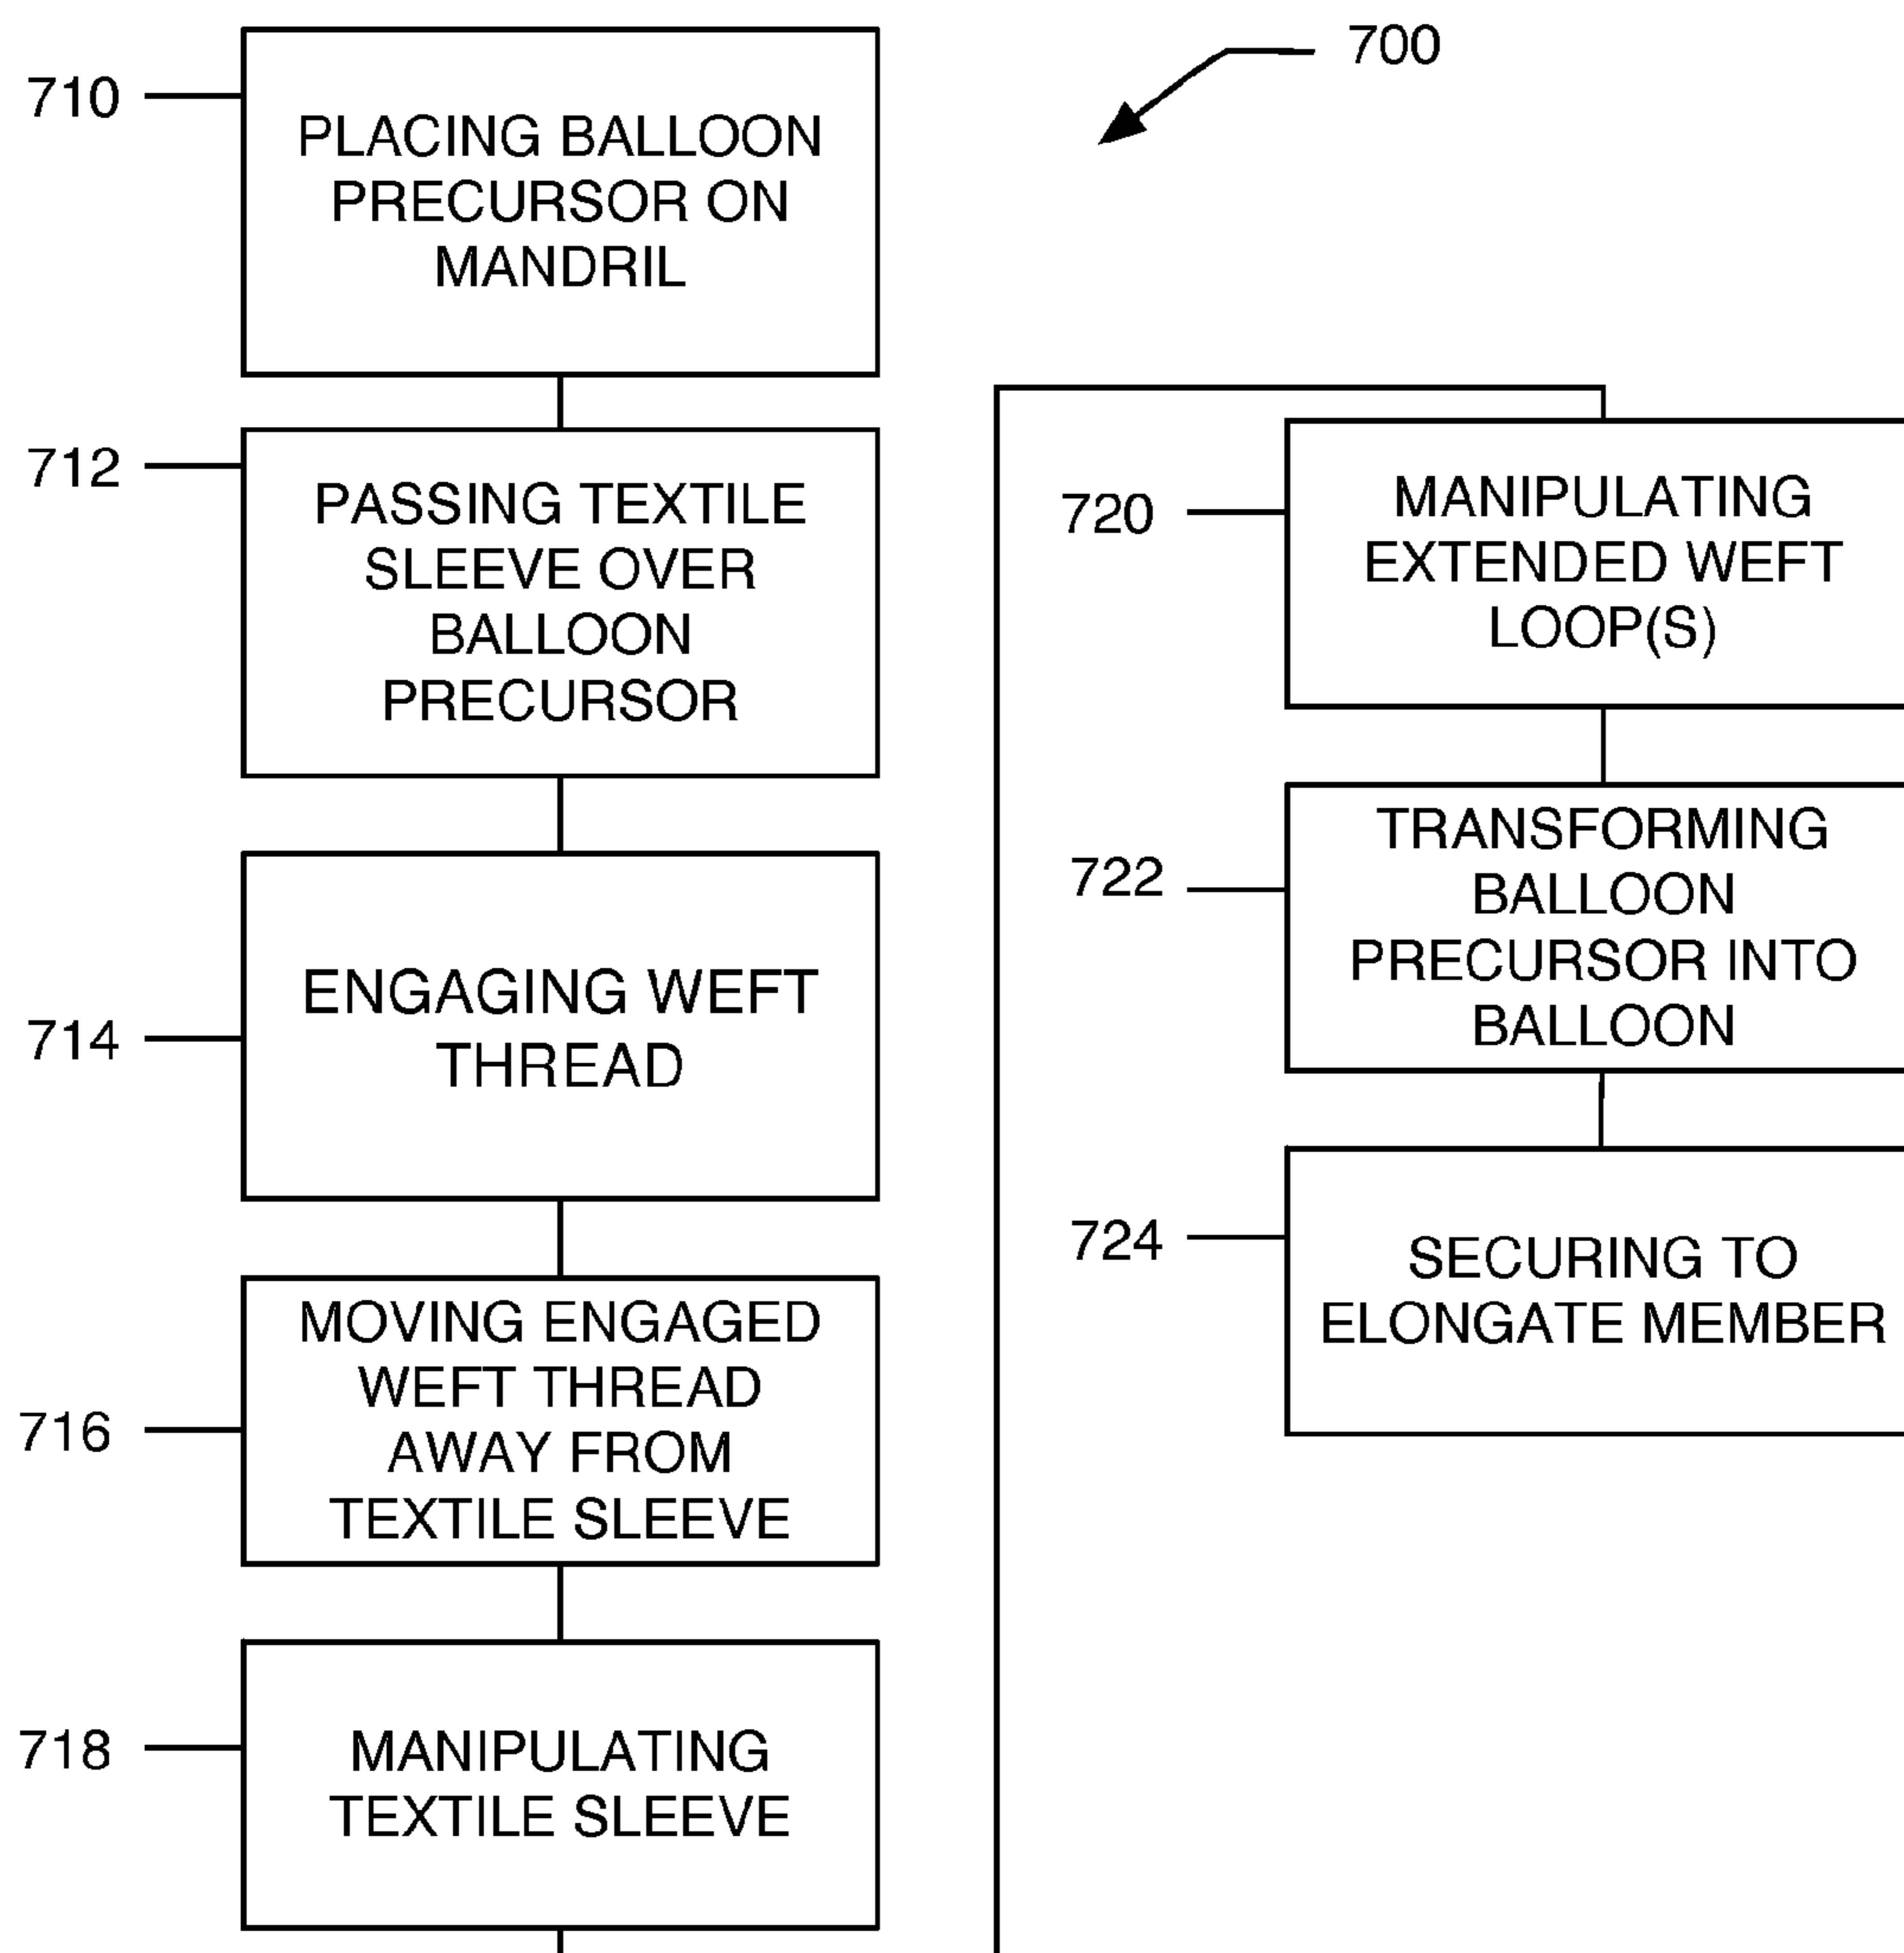 700
710
PLACING BALLOON
PRECURSOR ON
MANDRIL
712
PASSING TEXTILE
SLEEVE OVER
BALLOON
PRECURSOR
714
ENGAGING WEFT
THREAD
716
MOVING ENGAGED
WEFT THREAD
AWAY FROM
TEXTILE SLEEVE
718
MANIPULATING
TEXTILE SLEEVE
720
MANIPULATING
EXTENDED WEFT
LOOP(S)
722
TRANSFORMING
BALLOON
PRECURSOR INTO
BALLOON
724
SECURING TO
ELONGATE MEMBER